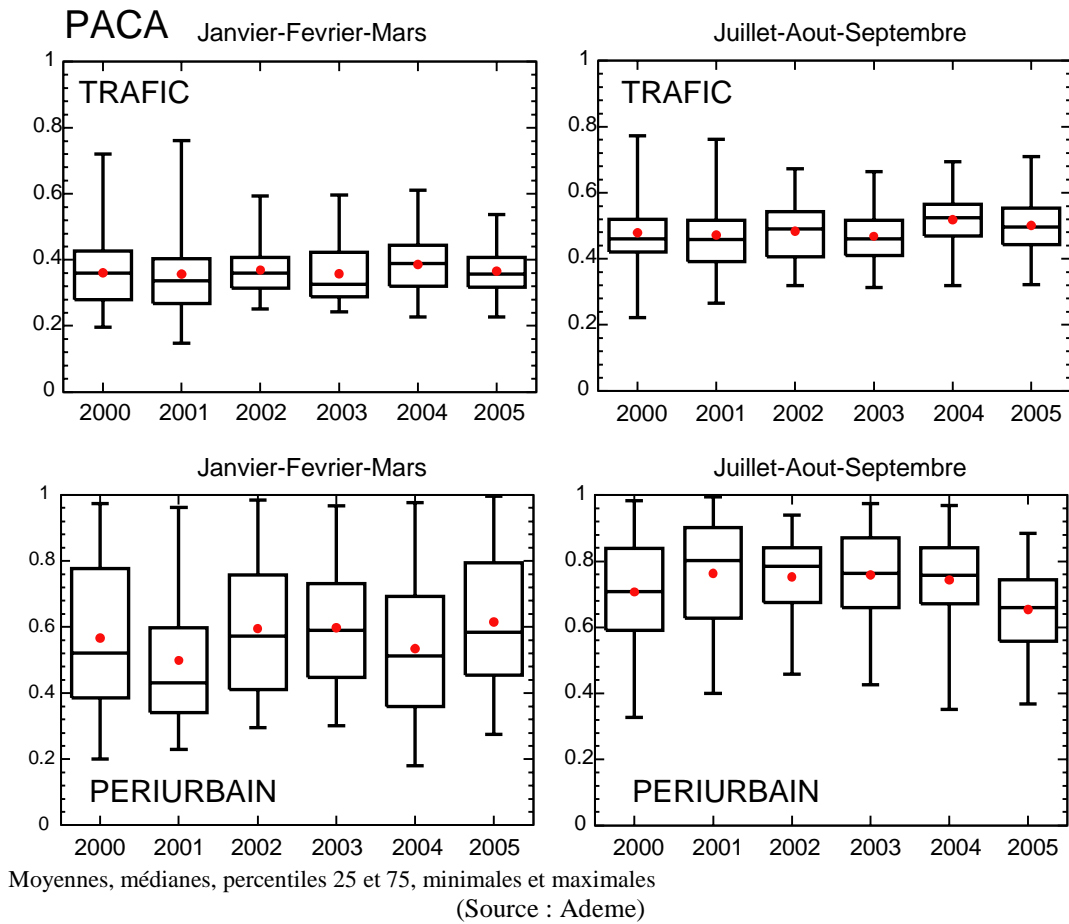 PACA
Janvier-Fevrier-Mars
Juillet-Aout-Septembre
1
0.8
0.6
0.4
0.2
0
TRAFIC
2000 2001 2002 2003 2004 2005
1
0.8
0.6
0.4
0.2
0
TRAFIC
2000 2001 2002 2003 2004 2005
Janvier-Fevrier-Mars
Juillet-Aout-Septembre
1
0.8
0.6
0.4
0.2
0
PERIURBAIN
2000 2001 2002 2003 2004 2005
1
0.8
0.6
0.4
0.2
0
PERIURBAIN
2000 2001 2002 2003 2004 2005
Moyennes, médianes, percentiles 25 et 75, minimales et maximales
(Source : Ademe)